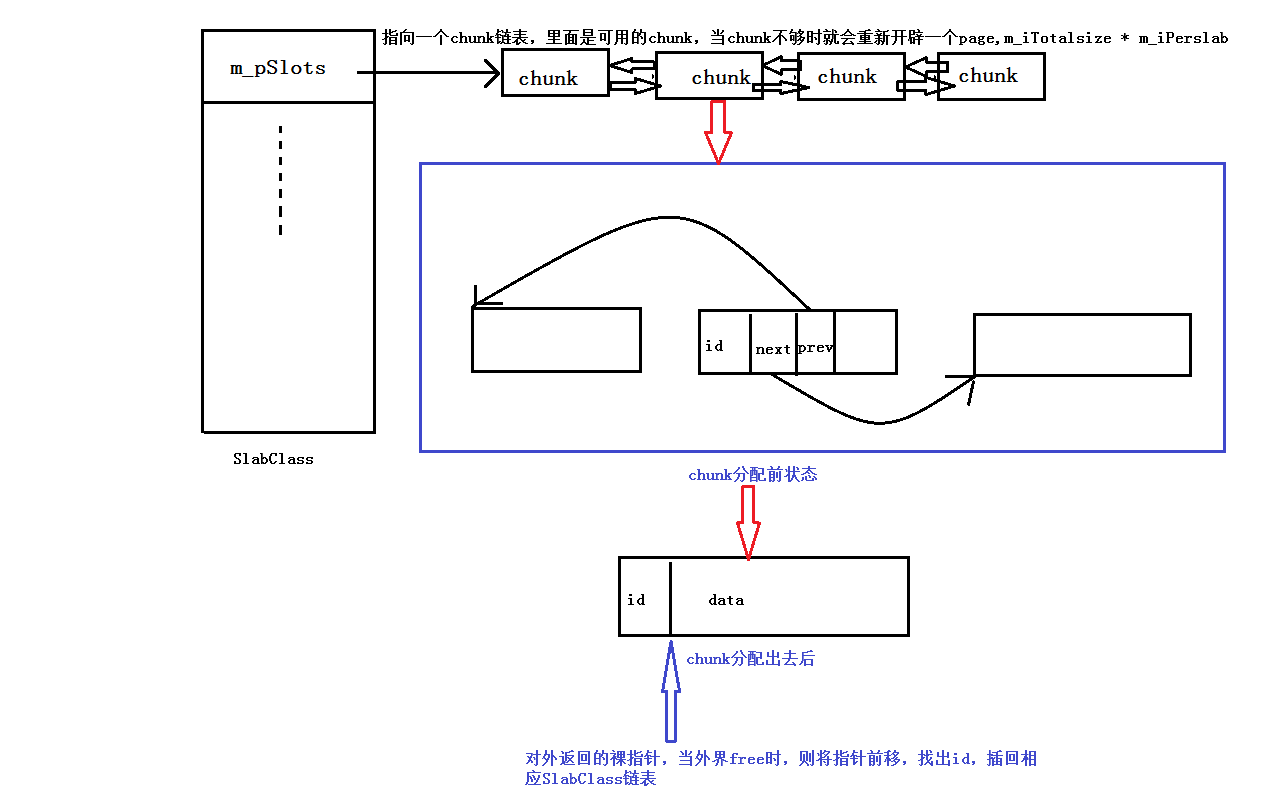 指向一个chunk链表，里面是可用的chunk，当chunk不够时就会重新开辟一个page,m_iTotalsize * m_iPerslab
m_pSlots
chunk
chunk
chunk
chunk
id
next
prev
SlabClass
chunk分配前状态
id
data
chunk分配出去后
对外返回的裸指针，当外界free时，则将指针前移，找出id，插回相
应SlabClass链表